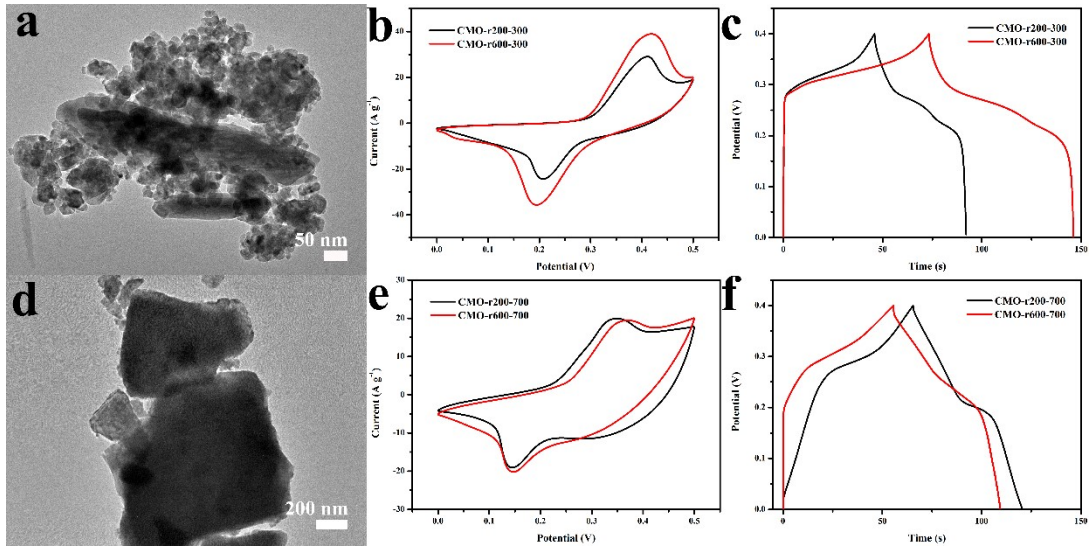 a
50 nm
b
CMO-r200-300
CMO-r600-300
40
20
0
-20
-40
Current (A g⁻¹)
0.0 0.1 0.2 0.3 0.4 0.5
Potential (V)
c
CMO-r200-300
CMO-r600-300
0.4
0.3
0.2
0.1
0.0
Potential (V)
0 50 100 150
Time (s)
d
200 nm
e
CMO-r200-700
CMO-r600-700
20
10
0
-10
-20
-30
Current (A g⁻¹)
0.0 0.1 0.2 0.3 0.4 0.5
Potential (V)
f
CMO-r200-700
CMO-r600-700
0.4
0.3
0.2
0.1
0.0
Potential (V)
0 50 100 150
Time (s)